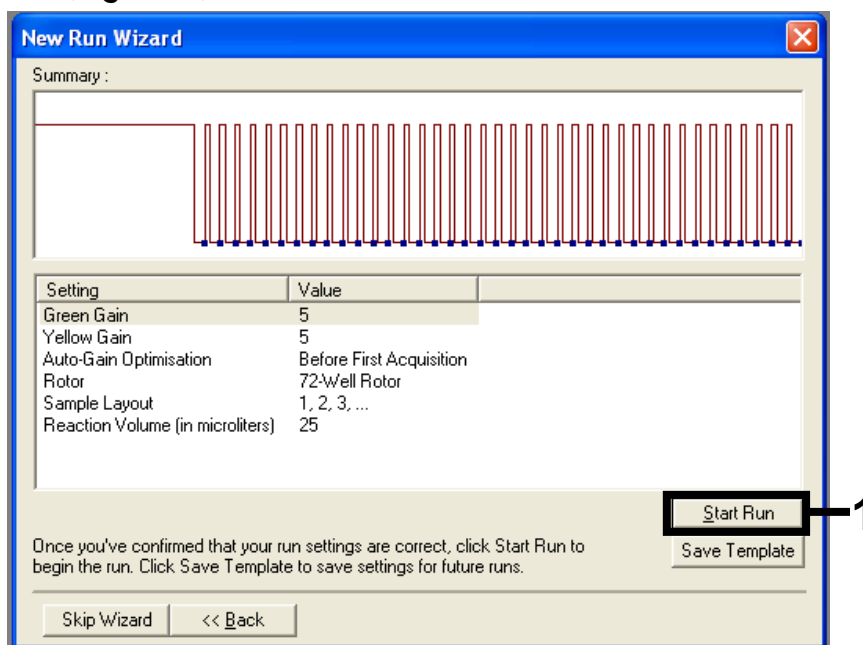 New Run Wizard
Summary :
Setting Value
Green Gain 5
Yellow Gain 5
Auto-Gain Optimisation Before First Acquisition
Rotor 72-Well Rotor
Sample Layout 1, 2, 3, ...
Reaction Volume (in microliters) 25
Start Run
1
Once you've confirmed that your run settings are correct, click Start Run to
begin the run. Click Save Template to save settings for future runs.
Save Template
Skip Wizard
<< Back